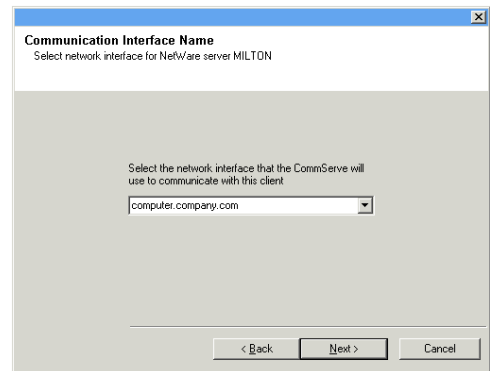 Communication Interface Name
Select network interface for NetWare server MILTON
Select the network interface that the CommServe will
use to communicate with this client
computer.company.com
< Back
Next >
Cancel